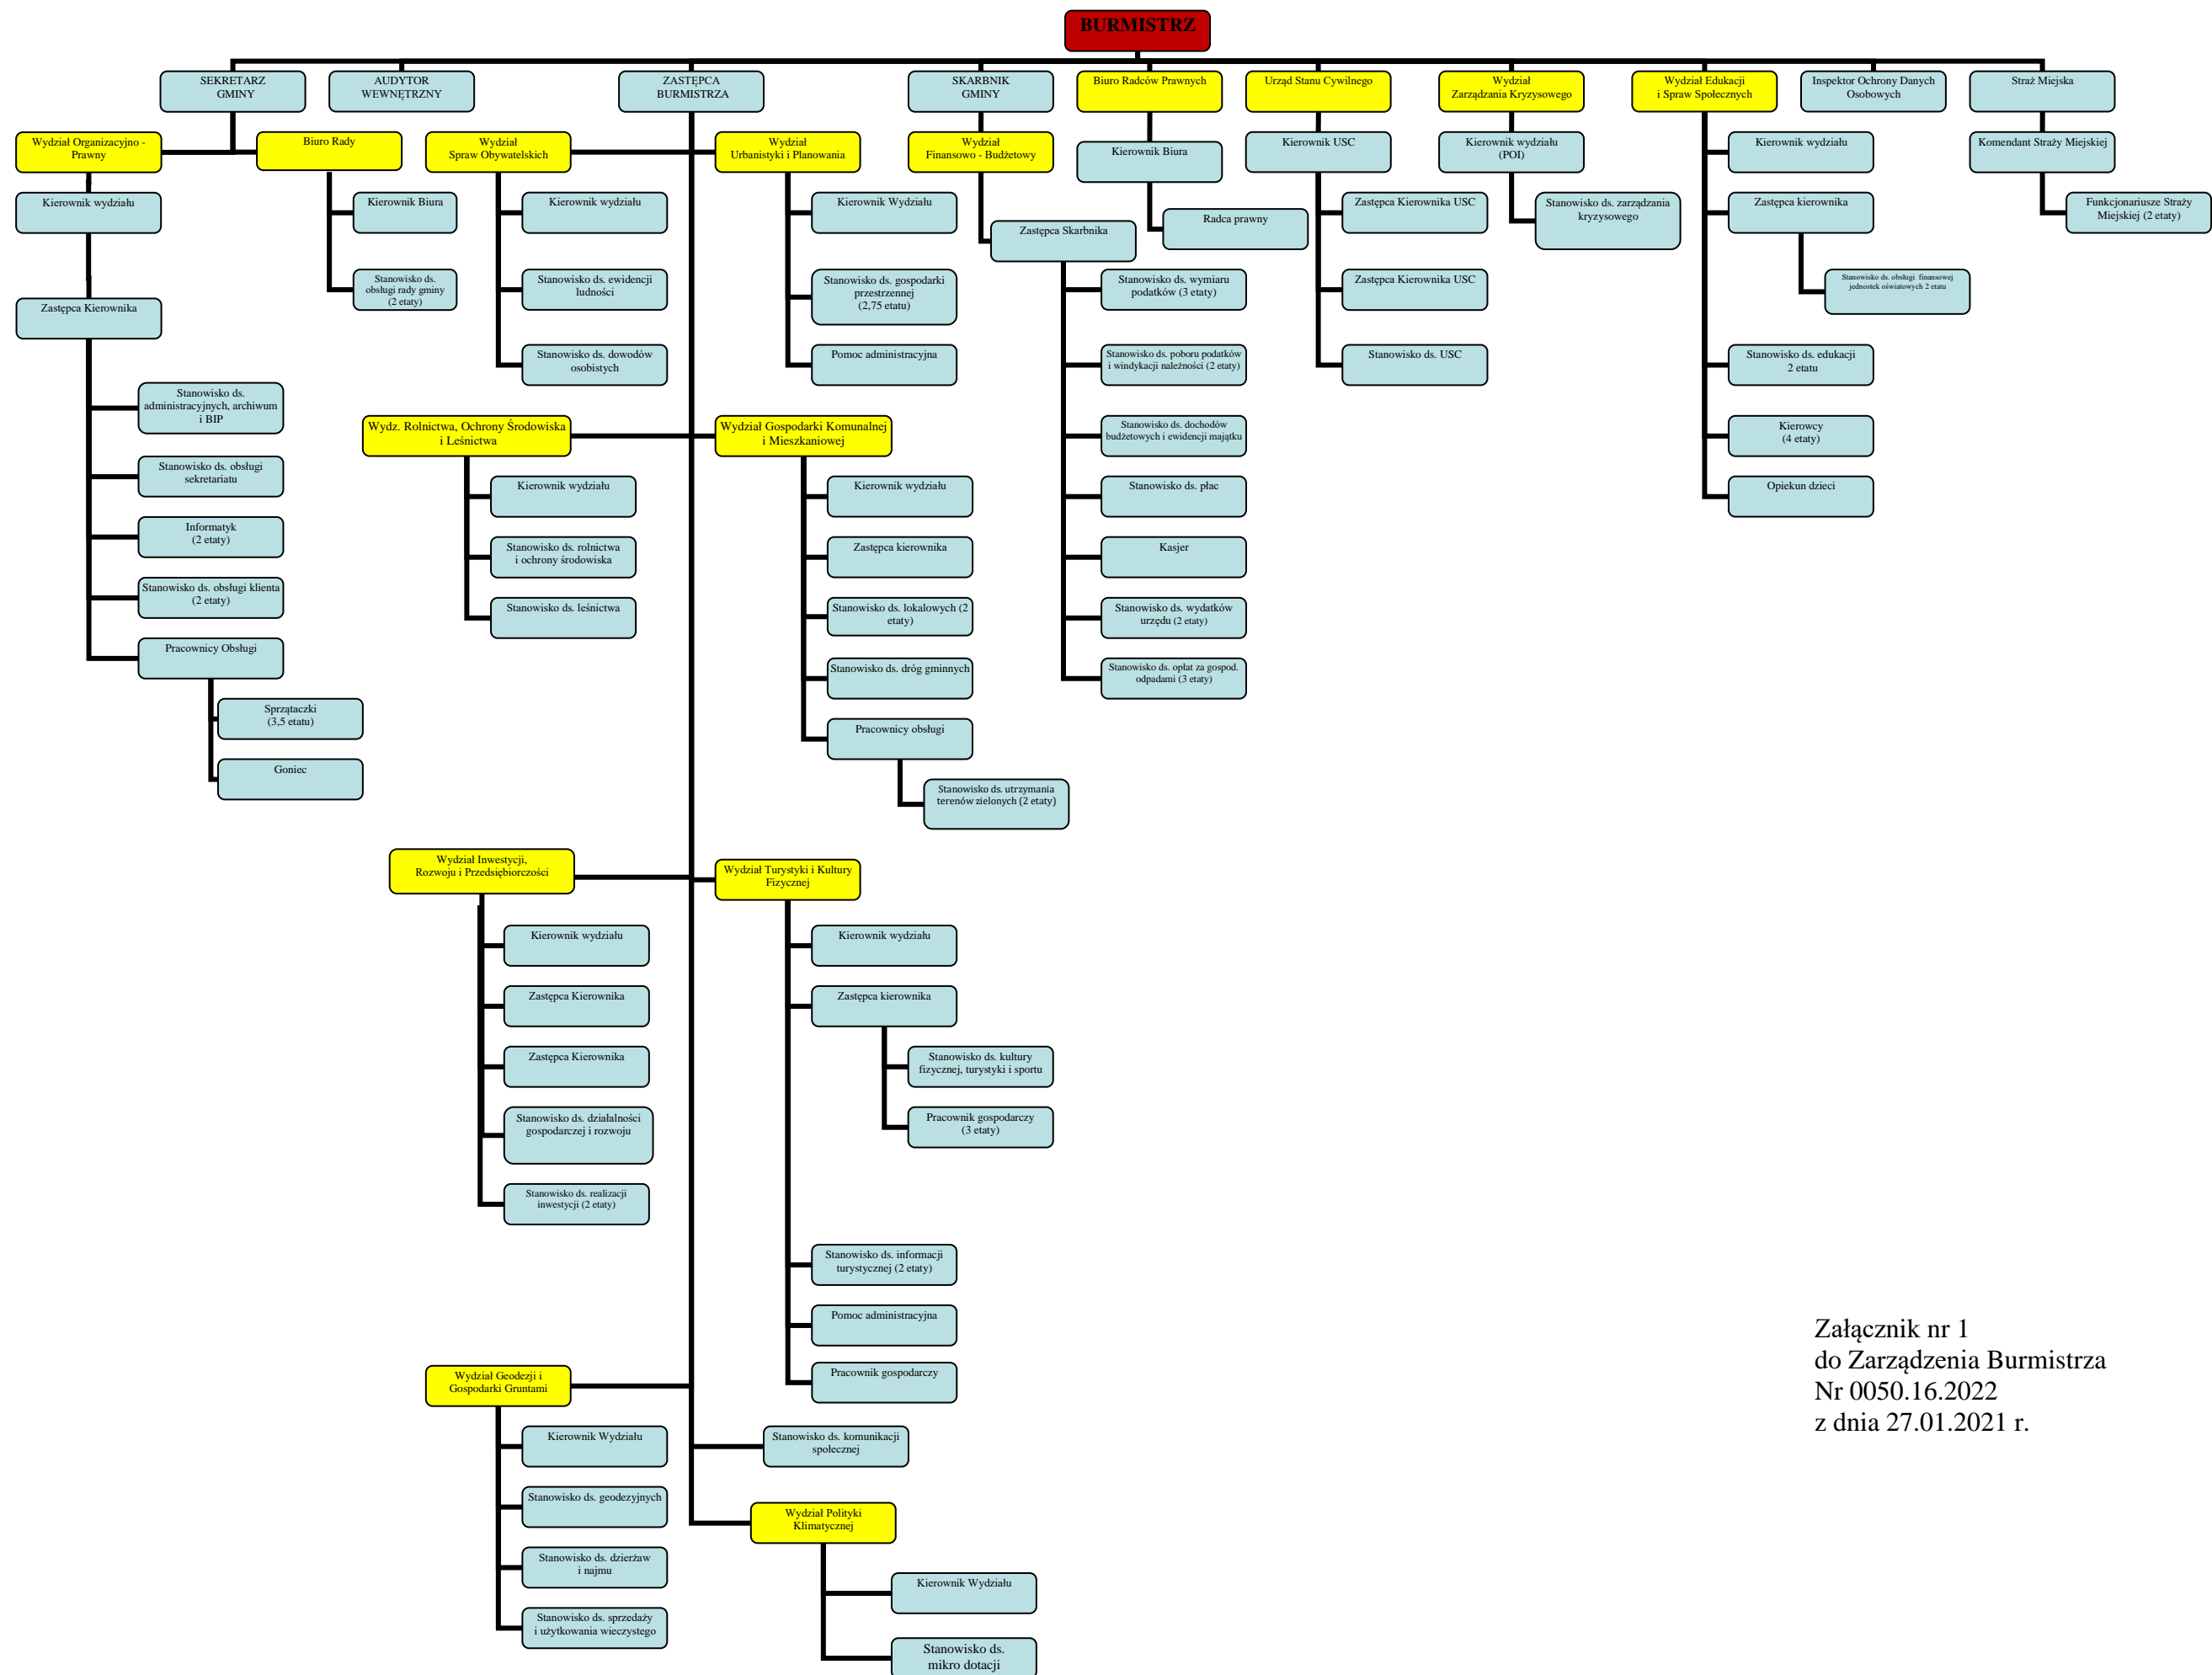 BURMISTRZ
SEKRETARZ
GMINY
AUDYTOR
WEWNĘTRZNY
ZASTĘPCA
BURMISTRZA
SKARBNIK
GMINY
Biuro Radców Prawnych
Urząd Stanu Cywilnego
Wydział
Zarządzania Kryzysowego
Wydział Edukacji
i Spraw Społecznych
Inspektor Ochrony Danych
Osobowych
Straż Miejska
Wydział Organizacyjno -
Prawny
Biuro Rady
Wydział
Spraw Obywatelskich
Wydział
Urbanistyki i Planowania
Wydział
Finansowo - Budżetowy
Kierownik Biura
Kierownik USC
Kierownik wydziału
(POI)
Kierownik wydziału
Komendant Straży Miejskiej
Kierownik wydziału
Kierownik Biura
Kierownik wydziału
Kierownik Wydziału
Zastępca Skarbnika
Radca prawny
Zastępca Kierownika USC
Stanowisko ds. zarządzania
kryzysowego
Zastępca kierownika
Funkcjonariusze Straży
Miejskiej (2 etaty)
Zastępca Kierownika
Stanowisko ds.
obsługi rady gminy
(2 etaty)
Stanowisko ds. ewidencji
ludności
Stanowisko ds. gospodarki
przestrzennej
(2,75 etatu)
Stanowisko ds. wymiaru
podatków (3 etaty)
Zastępca Kierownika USC
Stanowisko ds. obsługi  finansowej
jednostek oświatowych 2 etatu
Stanowisko ds. dowodów
osobistych
Pomoc administracyjna
Stanowisko ds. poboru podatków
i windykacji należności (2 etaty)
Stanowisko ds. USC
Stanowisko ds. edukacji
2 etatu
Stanowisko ds.
administracyjnych, archiwum
i BIP
Wydz. Rolnictwa, Ochrony Środowiska
i Leśnictwa
Wydział Gospodarki Komunalnej
i Mieszkaniowej
Stanowisko ds. dochodów
budżetowych i ewidencji majątku
Kierowcy
(4 etaty)
Stanowisko ds. obsługi
sekretariatu
Kierownik wydziału
Kierownik wydziału
Stanowisko ds. płac
Opiekun dzieci
Informatyk
(2 etaty)
Stanowisko ds. rolnictwa
i ochrony środowiska
Zastępca kierownika
Kasjer
Stanowisko ds. obsługi klienta
(2 etaty)
Stanowisko ds. leśnictwa
Stanowisko ds. lokalowych (2
etaty)
Stanowisko ds. wydatków
urzędu (2 etaty)
Pracownicy Obsługi
Stanowisko ds. dróg gminnych
Stanowisko ds. opłat za gospod.
odpadami (3 etaty)
Sprzątaczki
(3,5 etatu)
Pracownicy obsługi
Goniec
Stanowisko ds. utrzymania
terenów zielonych (2 etaty)
Wydział Inwestycji,
Rozwoju i Przedsiębiorczości
Wydział Turystyki i Kultury
Fizycznej
Kierownik wydziału
Kierownik wydziału
Zastępca Kierownika
Zastępca kierownika
Zastępca Kierownika
Stanowisko ds. kultury
fizycznej, turystyki i sportu
Stanowisko ds. działalności
gospodarczej i rozwoju
Pracownik gospodarczy
(3 etaty)
Stanowisko ds. realizacji
inwestycji (2 etaty)
Stanowisko ds. informacji
turystycznej (2 etaty)
Pomoc administracyjna
Pracownik gospodarczy
Załącznik nr 1
do Zarządzenia Burmistrza
Nr 0050.16.2022
z dnia 27.01.2021 r.
Wydział Geodezji i
Gospodarki Gruntami
Kierownik Wydziału
Stanowisko ds. komunikacji
społecznej
Stanowisko ds. geodezyjnych
Wydział Polityki
Klimatycznej
Stanowisko ds. dzierżaw
i najmu
Kierownik Wydziału
Stanowisko ds. sprzedaży
i użytkowania wieczystego
Stanowisko ds.
mikro dotacji